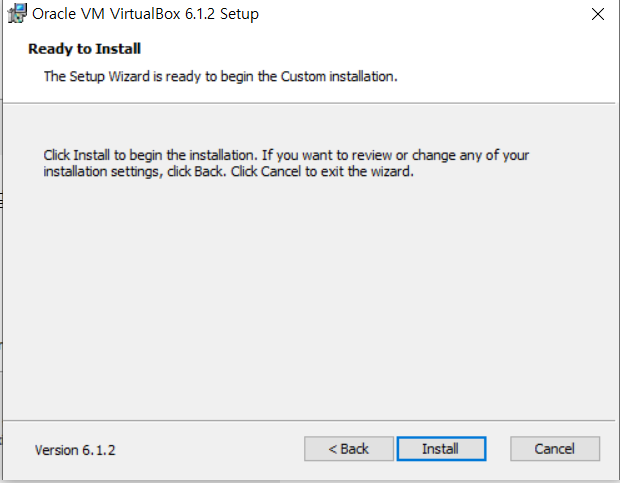 Oracle VM VirtualBox 6.1.2 Setup
Ready to Install
The Setup Wizard is ready to begin the Custom installation.
Click Install to begin the installation. If you want to review or change any of your
installation settings, click Back. Click Cancel to exit the wizard.
Version 6.1.2
< Back
Install
Cancel